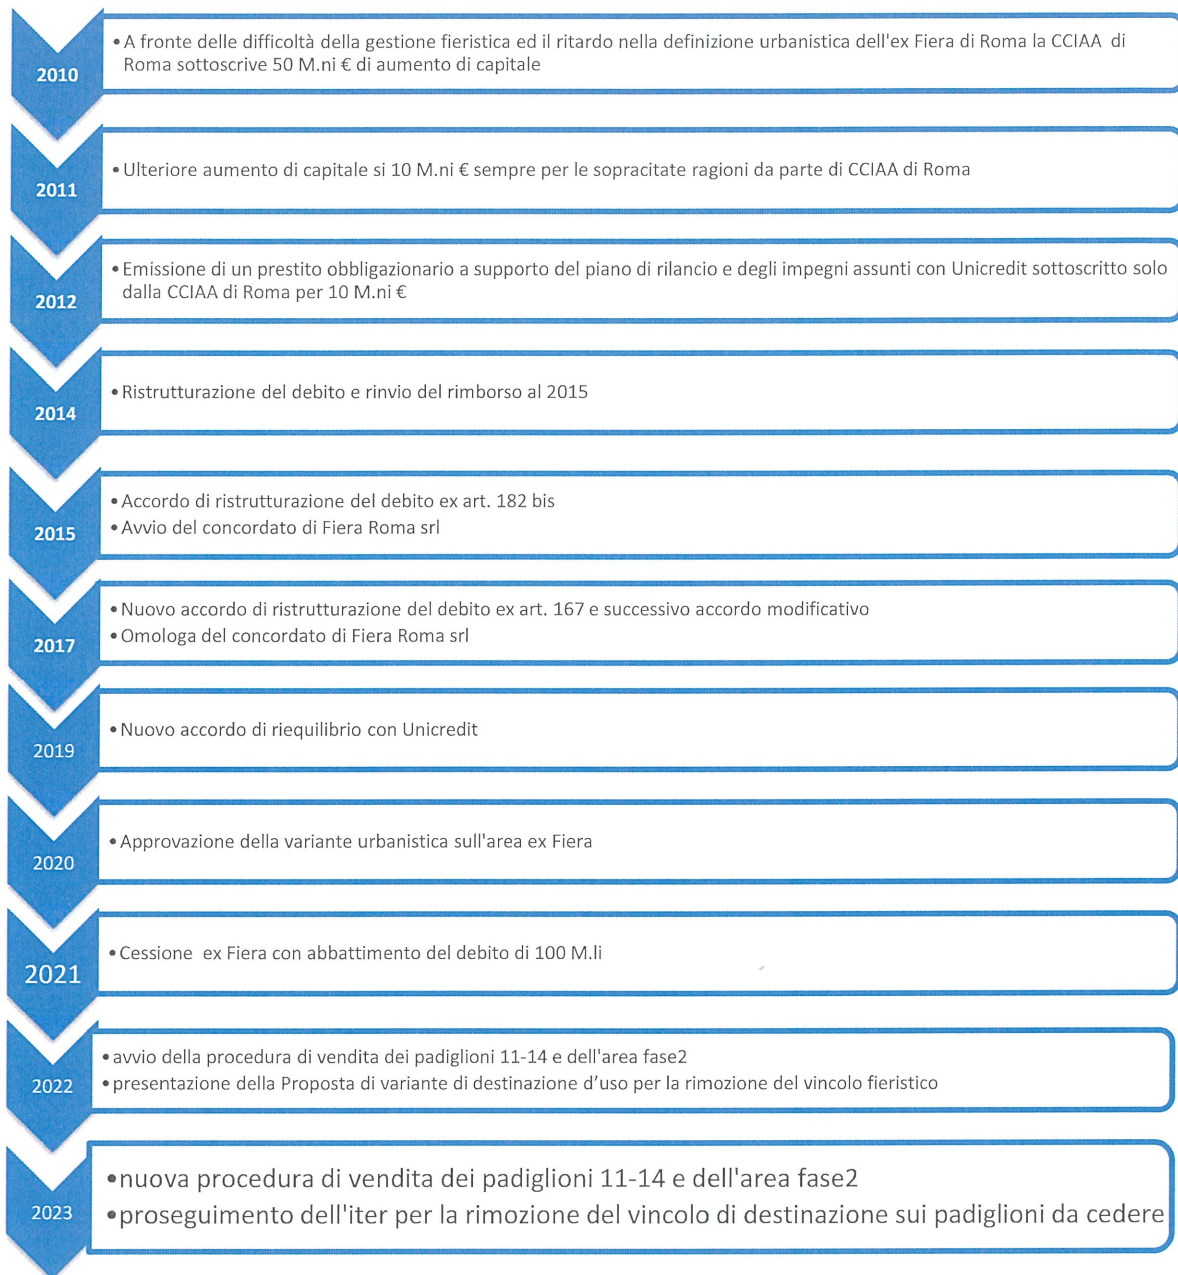 2010
• A fronte delle difficoltà della gestione fieristica ed il ritardo nella definizione urbanistica dell'ex Fiera di Roma la CCIAA di
Roma sottoscrive 50 M.ni € di aumento di capitale
2011
• Ulteriore aumento di capitale si 10 M.ni € sempre per le sopracitate ragioni da parte di CCIAA di Roma
2012
• Emissione di un prestito obbligazionario a supporto del piano di rilancio e degli impegni assunti con Unicredit sottoscritto solo
dalla CCIAA di Roma per 10 M.ni €
2014
• Ristrutturazione del debito e rinvio del rimborso al 2015
2015
• Accordo di ristrutturazione del debito ex art. 182 bis
• Avvio del concordato di Fiera Roma srl
2017
• Nuovo accordo di ristrutturazione del debito ex art. 167 e successivo accordo modificativo
• Omologa del concordato di Fiera Roma srl
2019
• Nuovo accordo di riequilibrio con Unicredit
2020
• Approvazione della variante urbanistica sull'area ex Fiera
2021
• Cessione ex Fiera con abbattimento del debito di 100 M.li
2022
• avvio della procedura di vendita dei padiglioni 11-14 e dell'area fase2
• presentazione della Proposta di variante di destinazione d’uso per la rimozione del vincolo fieristico
2023
• nuova procedura di vendita dei padiglioni 11-14 e dell'area fase2
• proseguimento dell'iter per la rimozione del vincolo di destinazione sui padiglioni da cedere